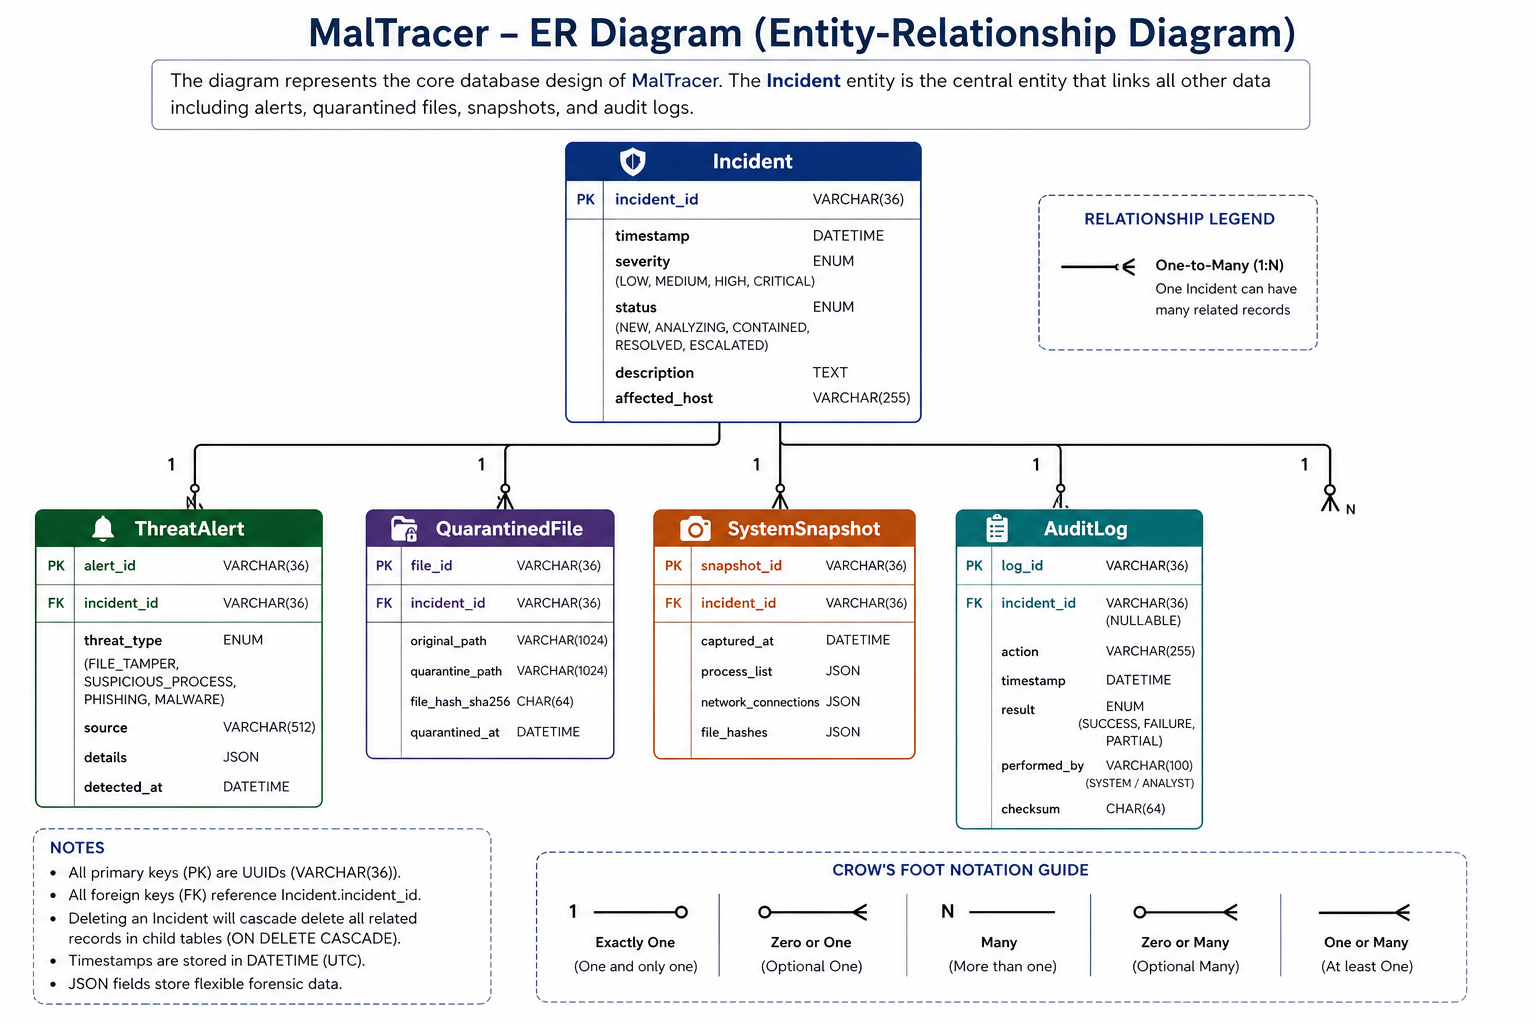 MalTracer – ER Diagram (Entity-Relationship Diagram)
The diagram represents the core database design of MalTracer. The Incident entity is the central entity that links all other data
including alerts, quarantined files, snapshots, and audit logs.
Incident
PK incident_id VARCHAR(36)
timestamp DATETIME
severity ENUM
(LOW, MEDIUM, HIGH, CRITICAL)
status ENUM
(NEW, ANALYZING, CONTAINED,
RESOLVED, ESCALATED)
description TEXT
affected_host VARCHAR(255)
RELATIONSHIP LEGEND
One-to-Many (1:N)
One Incident can have
many related records
1 1 1 1 1
N
ThreatAlert
PK alert_id VARCHAR(36)
FK incident_id VARCHAR(36)
threat_type ENUM
(FILE_TAMPER,
SUSPICIOUS_PROCESS,
PHISHING, MALWARE)
source VARCHAR(512)
details JSON
detected_at DATETIME
QuarantinedFile
PK file_id VARCHAR(36)
FK incident_id VARCHAR(36)
original_path VARCHAR(1024)
quarantine_path VARCHAR(1024)
file_hash_sha256 CHAR(64)
quarantined_at DATETIME
SystemSnapshot
PK snapshot_id VARCHAR(36)
FK incident_id VARCHAR(36)
captured_at DATETIME
process_list JSON
network_connections JSON
file_hashes JSON
AuditLog
PK log_id VARCHAR(36)
FK incident_id VARCHAR(36)
(NULLABLE)
action VARCHAR(255)
timestamp DATETIME
result ENUM
(SUCCESS, FAILURE,
PARTIAL)
performed_by VARCHAR(100)
(SYSTEM / ANALYST)
checksum CHAR(64)
NOTES
• All primary keys (PK) are UUIDs (VARCHAR(36)).
• All foreign keys (FK) reference Incident.incident_id.
• Deleting an Incident will cascade delete all related
records in child tables (ON DELETE CASCADE).
• Timestamps are stored in DATETIME (UTC).
• JSON fields store flexible forensic data.
CROW'S FOOT NOTATION GUIDE
1
Exactly One
(One and only one)
Zero or One
(Optional One)
N
Many
(More than one)
Zero or Many
(Optional Many)
One or Many
(At least One)